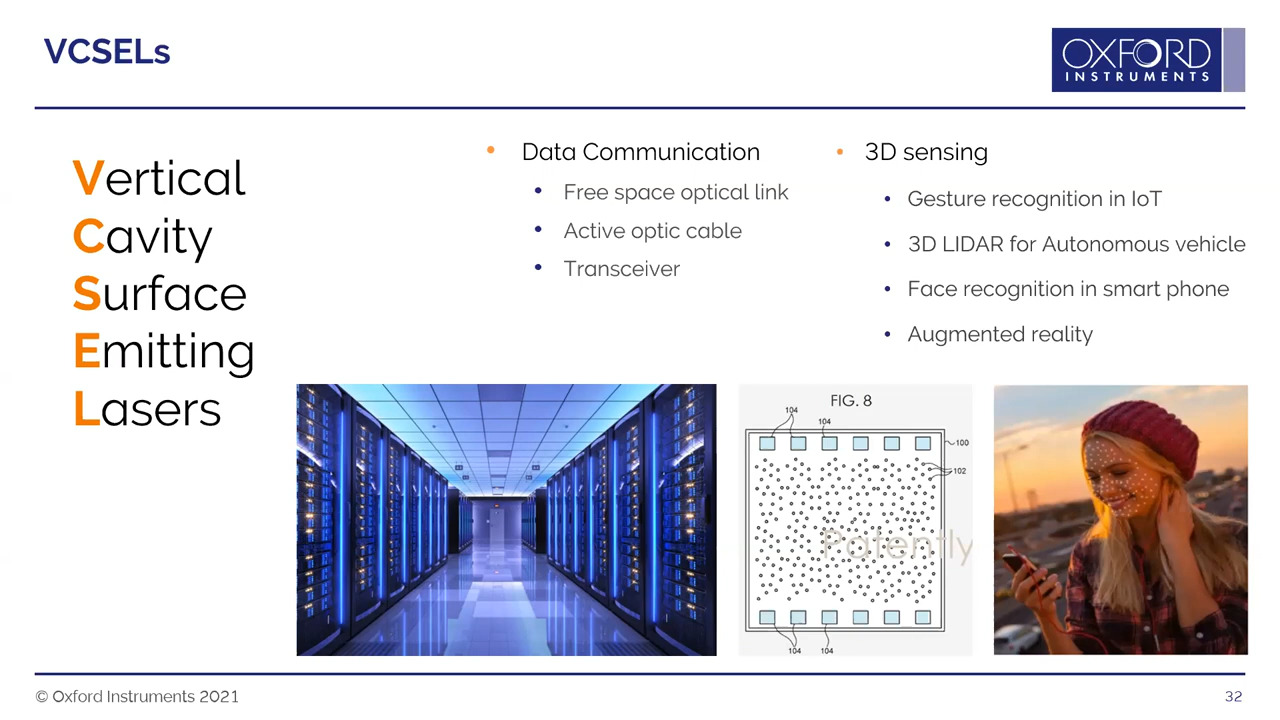 VCSELs
OXFORD
INSTRUMENTS
Vertical
Cavity
Surface
Emitting
Lasers
• Data Communication
• Free space optical link
• Active optic cable
• Transceiver
• 3D sensing
• Gesture recognition in IoT
• 3D LIDAR for Autonomous vehicle
• Face recognition in smart phone
• Augmented reality
FIG. 8
104
104
100
102
Patently
104
104
© Oxford Instruments 2021
32